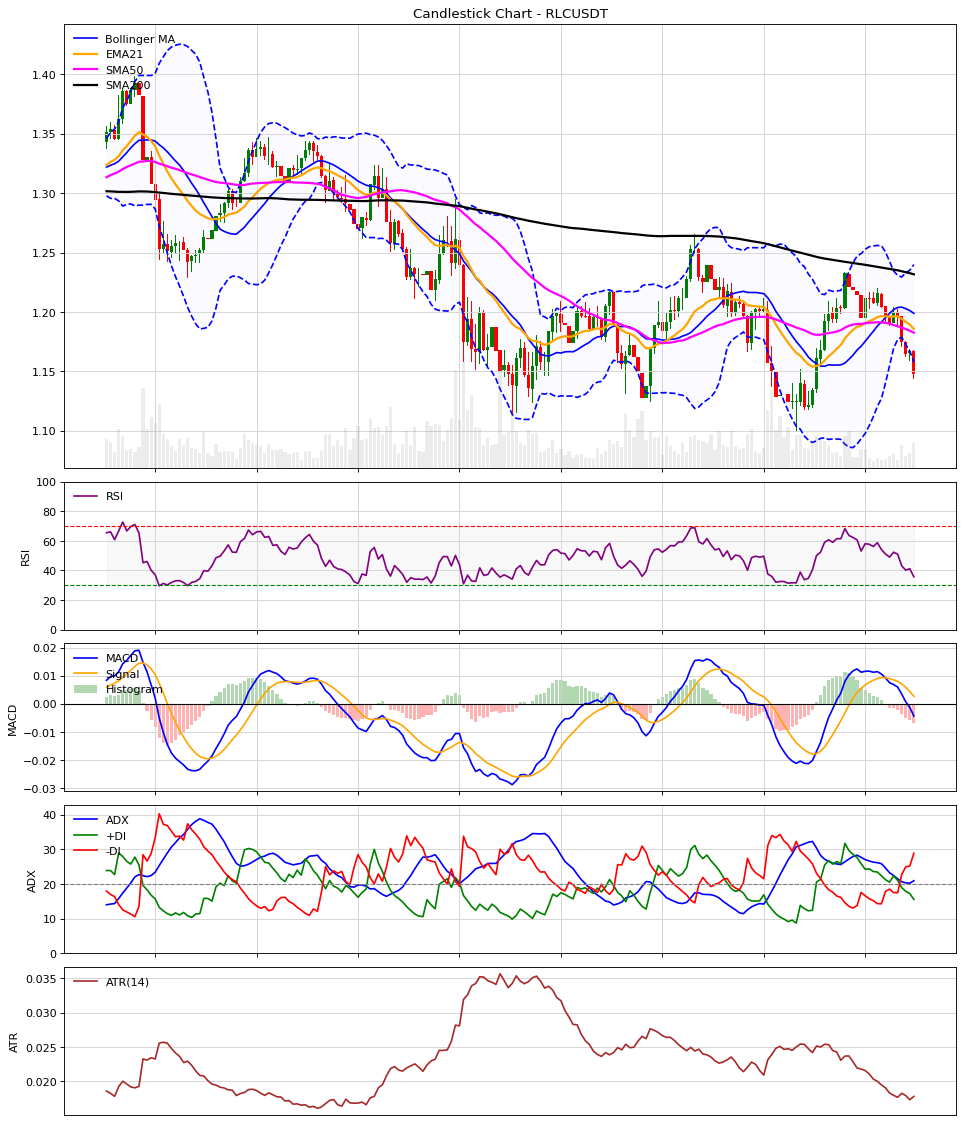 Candlestick Chart - RLCUSDT
Bollinger MA
EMA21
SMA50
SMA200
1.40
1.35
1.30
1.25
1.20
1.15
1.10
RSI
100
80
60
40
20
0
RSI
MACD
Signal
Histogram
0.02
0.01
0.00
−0.01
−0.02
−0.03
MACD
ADX
+DI
-DI
40
30
20
10
0
ADX
ATR(14)
0.035
0.030
0.025
0.020
ATR